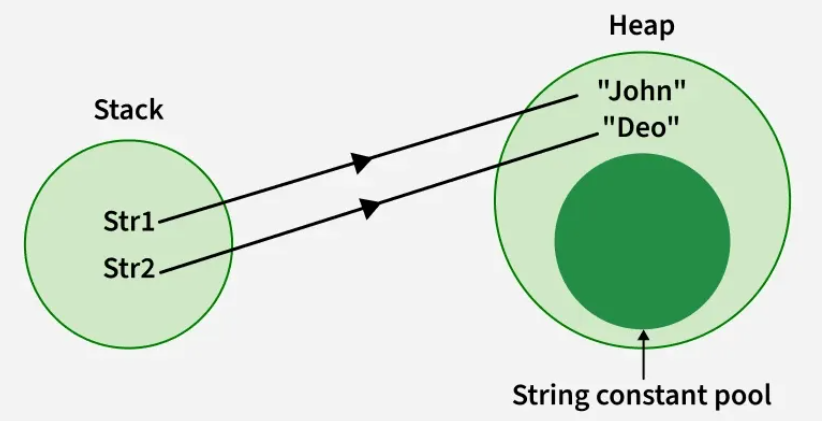 Heap
Stack
"John"
"Deo"
Str1
Str2
String constant pool